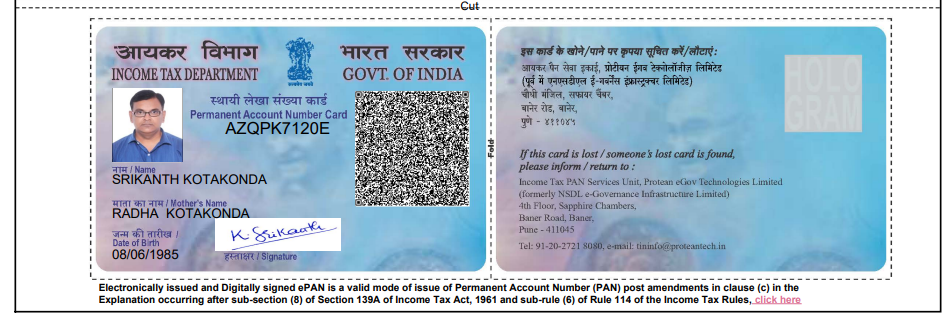 Cut
आयकर विभाग
INCOME TAX DEPARTMENT
भारत सरकार
GOVT. OF INDIA
स्थायी लेखा संख्या कार्ड
Permanent Account Number Card
AZQPK7120E
नाम / Name
SRIKANTH KOTAKONDA
माता का नाम / Mother's Name
RADHA KOTAKONDA
जन्म की तारीख /
Date of Birth
08/06/1985
K. Srikanth
हस्ताक्षर / Signature
Fold
इस कार्ड के खोने/पाने पर कृपया सूचित करें/लौटाएं :
आयकर पैन सेवा इकाई, प्रोटीयन ईगव टेक्नोलॉजीज़ लिमिटेड
(पूर्व में एनएसडीएल ई-गवर्नेंस इंफ्रास्ट्रक्चर लिमिटेड)
चौथी मंजिल, सफायर चैंबर,
बानेर रोड, बानेर,
पुणे - ४११०४५
If this card is lost / someone's lost card is found,
please inform / return to :
Income Tax PAN Services Unit, Protean eGov Technologies Limited
(formerly NSDL e-Governance Infrastructure Limited)
4th Floor, Sapphire Chambers,
Baner Road, Baner,
Pune - 411045
Tel: 91-20-2721 8080, e-mail: tininfo@proteantech.in
Electronically issued and Digitally signed ePAN is a valid mode of issue of Permanent Account Number (PAN) post amendments in clause (c) in the
Explanation occurring after sub-section (8) of Section 139A of Income Tax Act, 1961 and sub-rule (6) of Rule 114 of the Income Tax Rules, click here